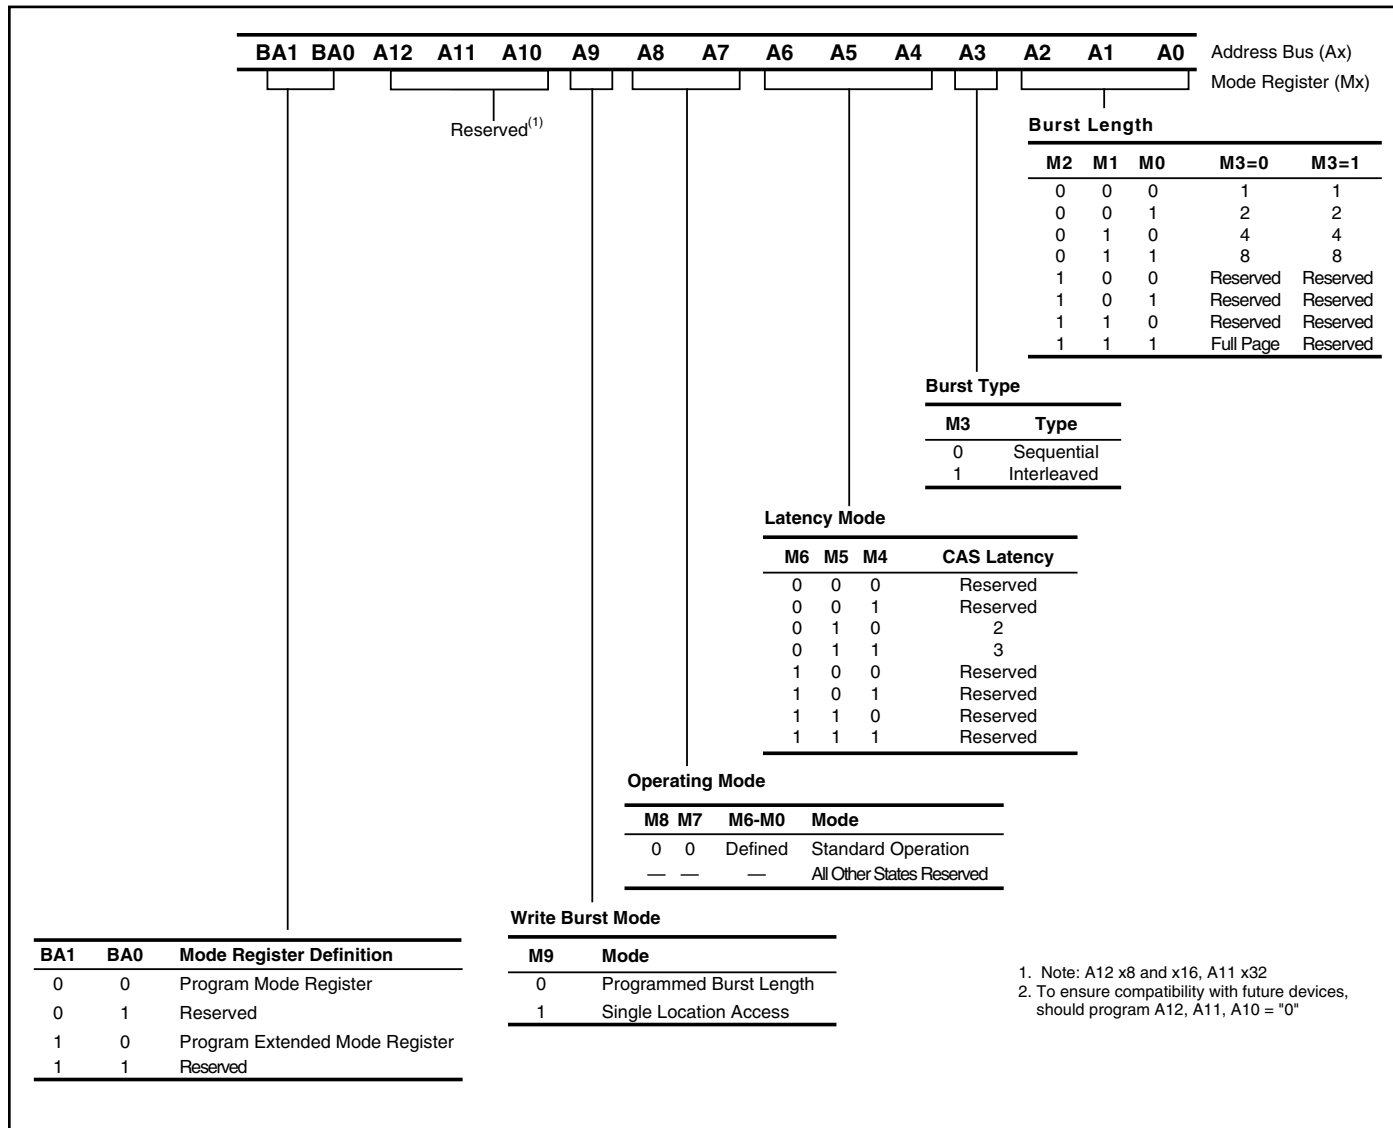 BA1 BA0 A12 A11 A10 A9 A8 A7 A6 A5 A4 A3 A2 A1 A0 Address Bus (Ax)
Mode Register (Mx)
Reserved(1)
Burst Length
M2 M1 M0 M3=0 M3=1
0 0 0 1 1
0 0 1 2 2
0 1 0 4 4
0 1 1 8 8
1 0 0 Reserved Reserved
1 0 1 Reserved Reserved
1 1 0 Reserved Reserved
1 1 1 Full Page Reserved
Burst Type
M3 Type
0 Sequential
1 Interleaved
Latency Mode
M6 M5 M4 CAS Latency
0 0 0 Reserved
0 0 1 Reserved
0 1 0 2
0 1 1 3
1 0 0 Reserved
1 0 1 Reserved
1 1 0 Reserved
1 1 1 Reserved
Operating Mode
M8 M7 M6-M0 Mode
0 0 Defined Standard Operation
— — — All Other States Reserved
Write Burst Mode
M9 Mode
0 Programmed Burst Length
1 Single Location Access
BA1 BA0 Mode Register Definition
0 0 Program Mode Register
0 1 Reserved
1 0 Program Extended Mode Register
1 1 Reserved
1. Note: A12 x8 and x16, A11 x32
2. To ensure compatibility with future devices,
should program A12, A11, A10 = "0"